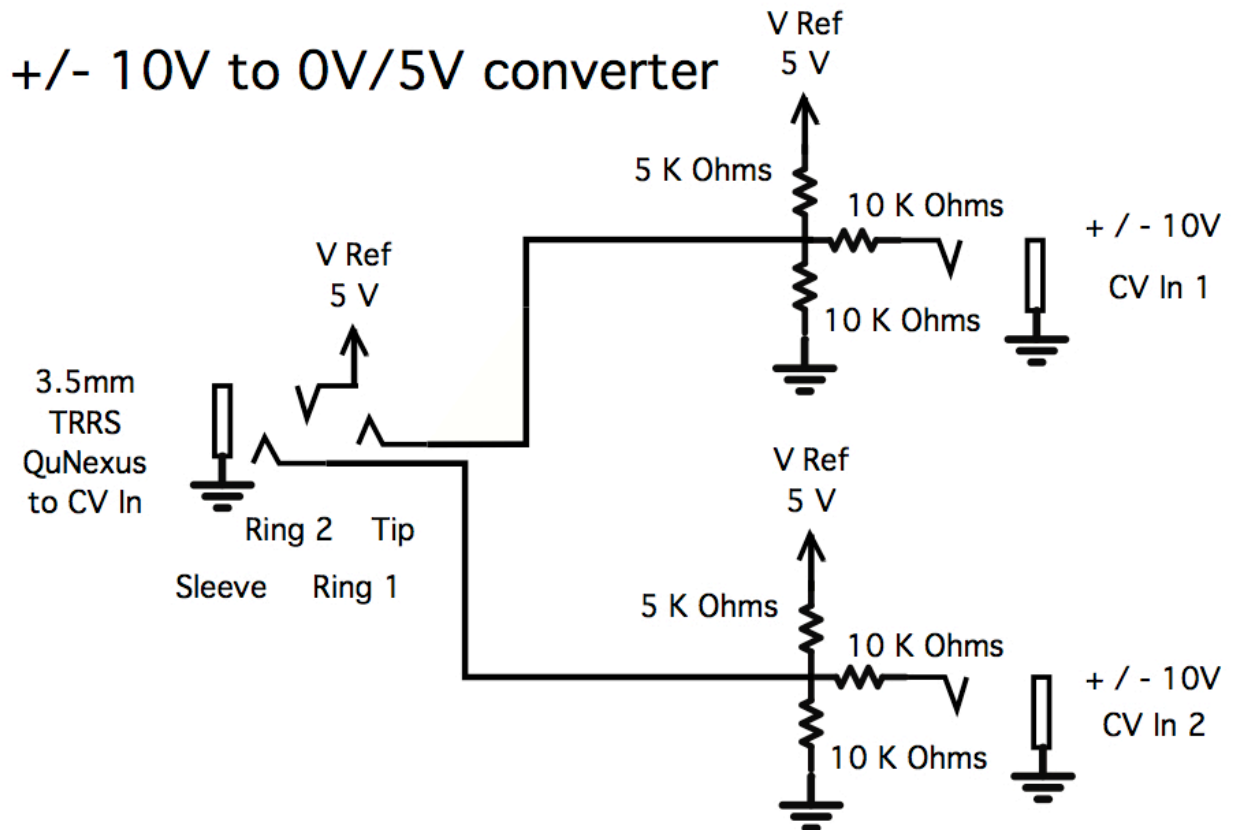 +/- 10V to 0V/5V converter
V Ref
5 V
5 K Ohms
10 K Ohms
+ / - 10V
CV In 1
10 K Ohms
V Ref
5 V
3.5mm
TRRS
QuNexus
to CV In
Ring 2
Tip
Sleeve
Ring 1
V Ref
5 V
5 K Ohms
10 K Ohms
+ / - 10V
CV In 2
10 K Ohms